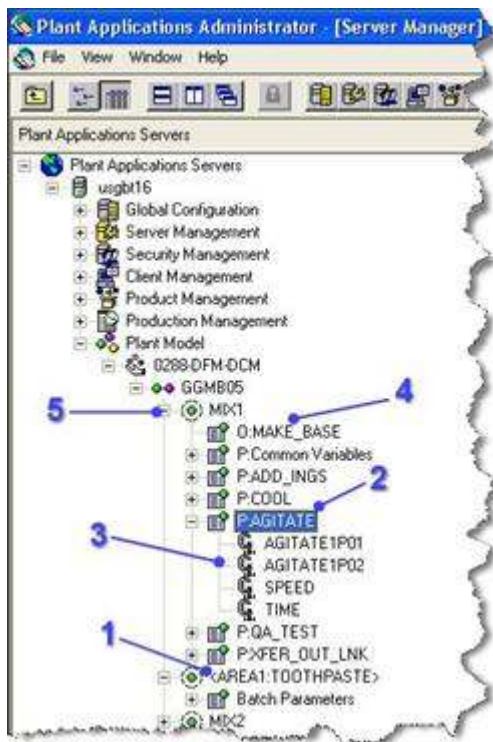 Plant Applications Administrator - [Server Manager]
File View Window Help
Plant Applications Servers
Plant Applications Servers
usgbt16
Global Configuration
Server Management
Security Management
Client Management
Product Management
Production Management
Plant Model
0288-DFM-DCM
GGMB05
5 MIX1 4
O:MAKE_BASE
P:Common Variables
P:ADD_INGS 2
P:COOL
P:AGITATE
3 AGITATE1P01
AGITATE1P02
SPEED
TIME
1 P:QA_TEST
P:XFER_OUT_LNK
<AREA1:TOOTHPASTE>
Batch Parameters
MIX2